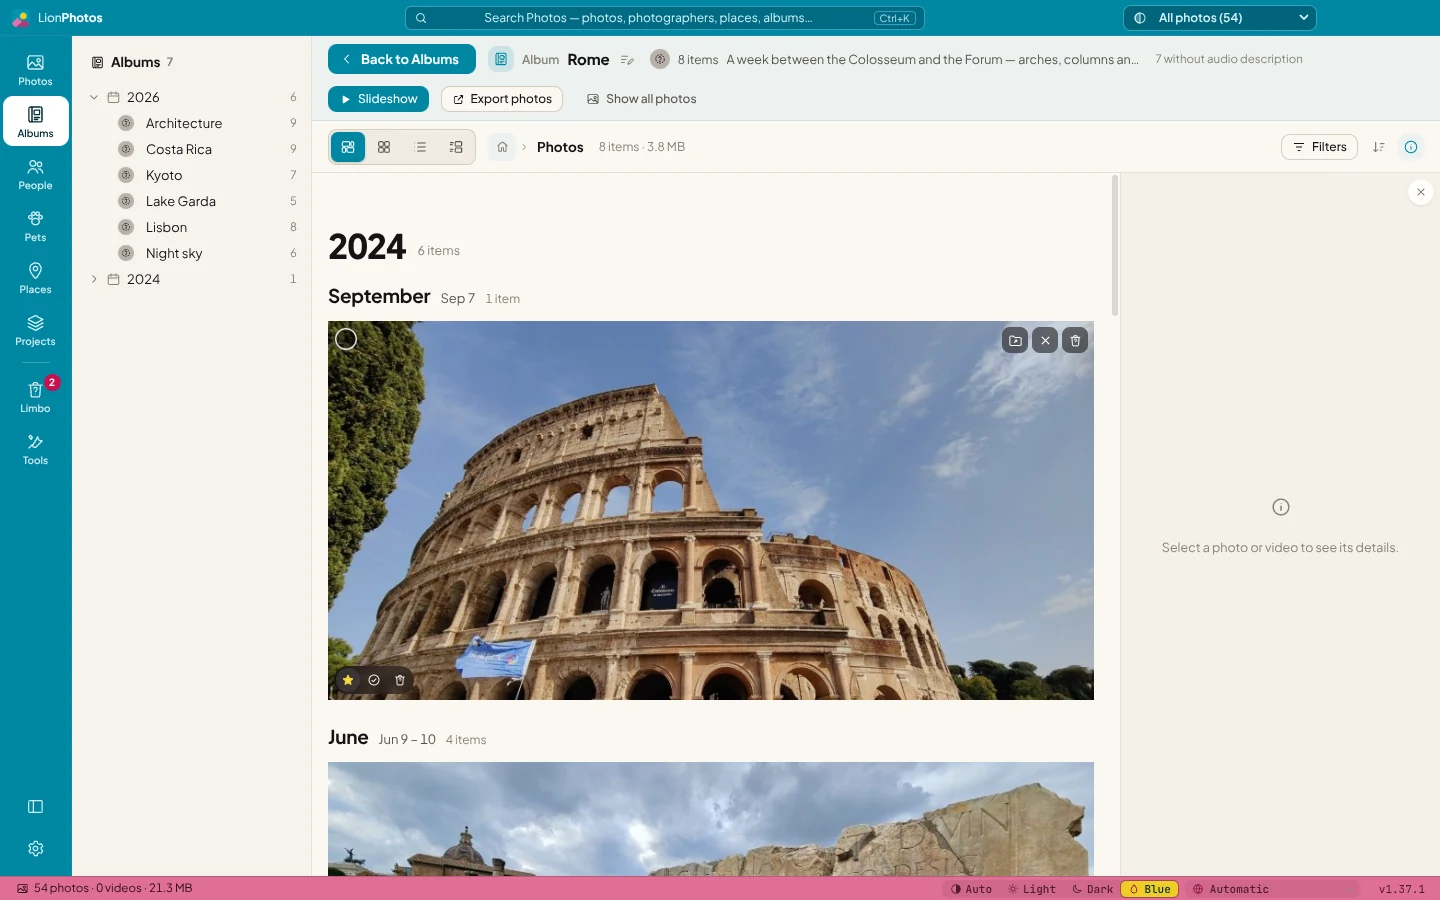 LionPhotos
Search Photos — photos, photographers, places, albums... Ctrl+K
All photos (54)
Photos
Albums
People
Pets
Places
Projects
2
Limbo
Tools
Albums 7
2026 6
Architecture 9
Costa Rica 9
Kyoto 7
Lake Garda 5
Lisbon 8
Night sky 6
2024 1
Back to Albums
Album Rome
8 items A week between the Colosseum and the Forum — arches, columns an...
7 without audio description
Slideshow
Export photos
Show all photos
Photos 8 items · 3.8 MB
Filters
2024 6 items
September Sep 7 1 item
June Jun 9 – 10 4 items
Select a photo or video to see its details.
54 photos · 0 videos · 21.3 MB
Auto Light Dark Blue
Automatic
v1.37.1